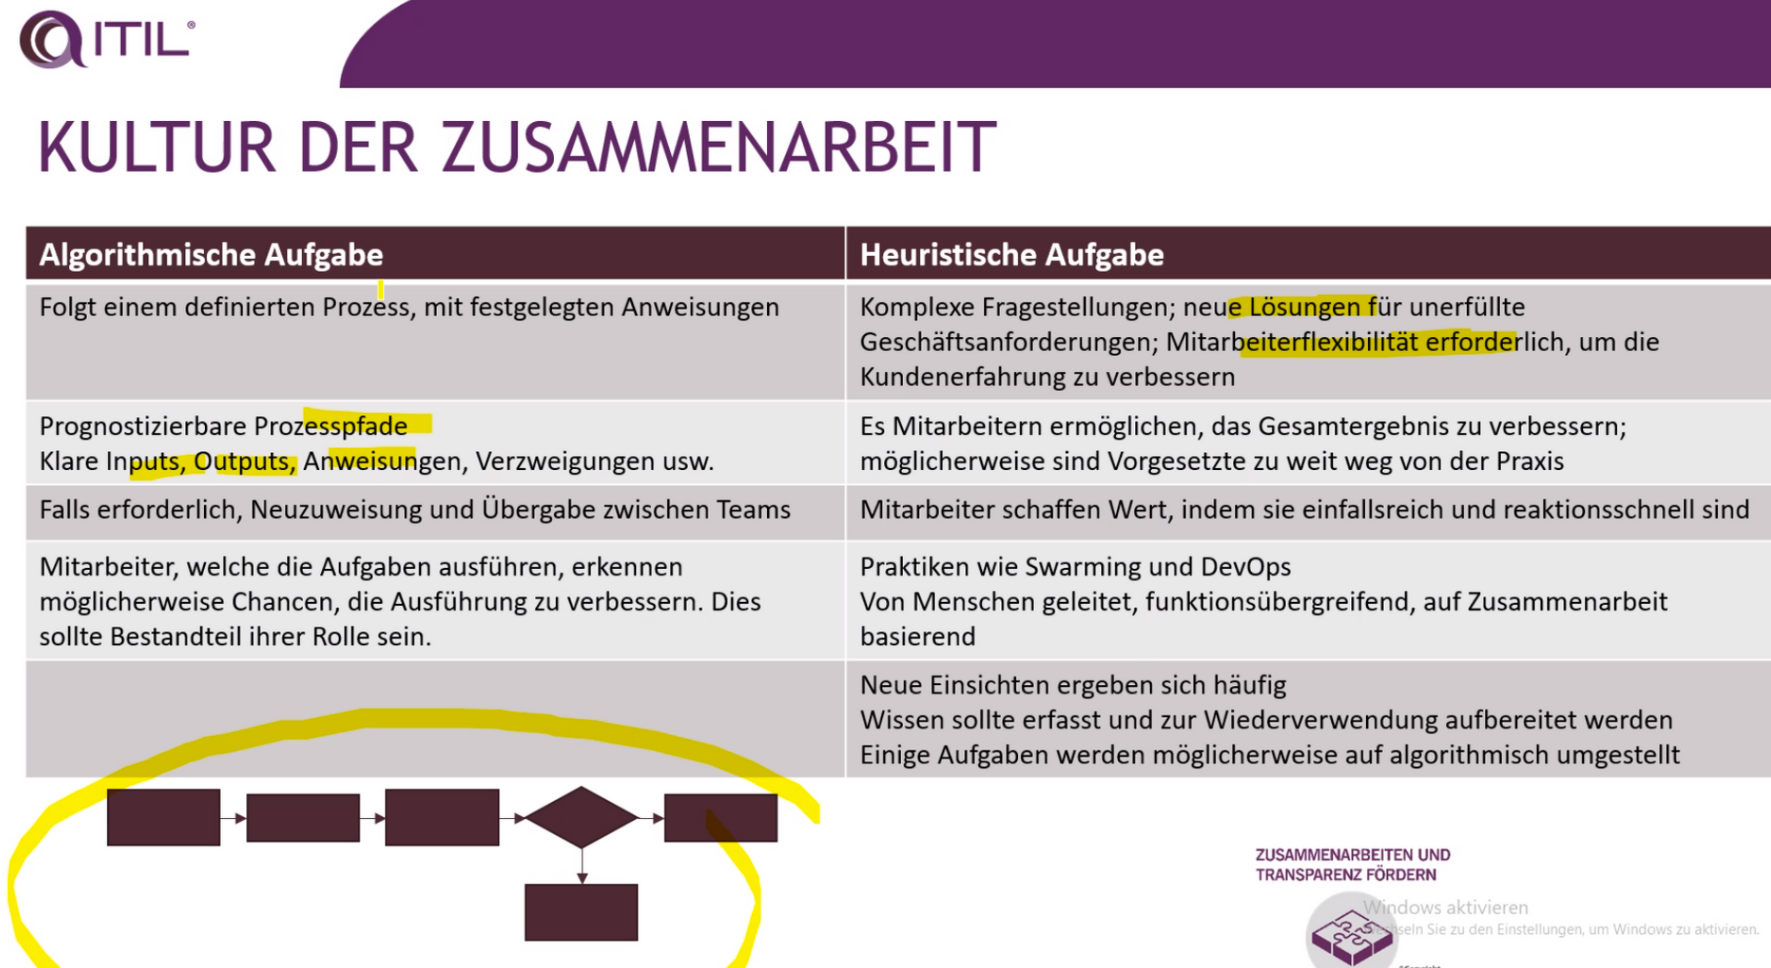 ITIL®
KULTUR DER ZUSAMMENARBEIT
Algorithmische Aufgabe
Heuristische Aufgabe
Folgt einem definierten Prozess, mit festgelegten Anweisungen
Komplexe Fragestellungen; neue Lösungen für unerfüllte
Geschäftsanforderungen; Mitarbeiterflexibilität erforderlich, um die
Kundenerfahrung zu verbessern
Prognostizierbare Prozesspfade
Klare Inputs, Outputs, Anweisungen, Verzweigungen usw.
Es Mitarbeitern ermöglichen, das Gesamtergebnis zu verbessern;
möglicherweise sind Vorgesetzte zu weit weg von der Praxis
Falls erforderlich, Neuzuweisung und Übergabe zwischen Teams
Mitarbeiter schaffen Wert, indem sie einfallsreich und reaktionsschnell sind
Mitarbeiter, welche die Aufgaben ausführen, erkennen
möglicherweise Chancen, die Ausführung zu verbessern. Dies
sollte Bestandteil ihrer Rolle sein.
Praktiken wie Swarming und DevOps
Von Menschen geleitet, funktionsübergreifend, auf Zusammenarbeit
basierend
Neue Einsichten ergeben sich häufig
Wissen sollte erfasst und zur Wiederverwendung aufbereitet werden
Einige Aufgaben werden möglicherweise auf algorithmisch umgestellt
ZUSAMMENARBEITEN UND
TRANSPARENZ FÖRDERN
Windows aktivieren
Wechseln Sie zu den Einstellungen, um Windows zu aktivieren.